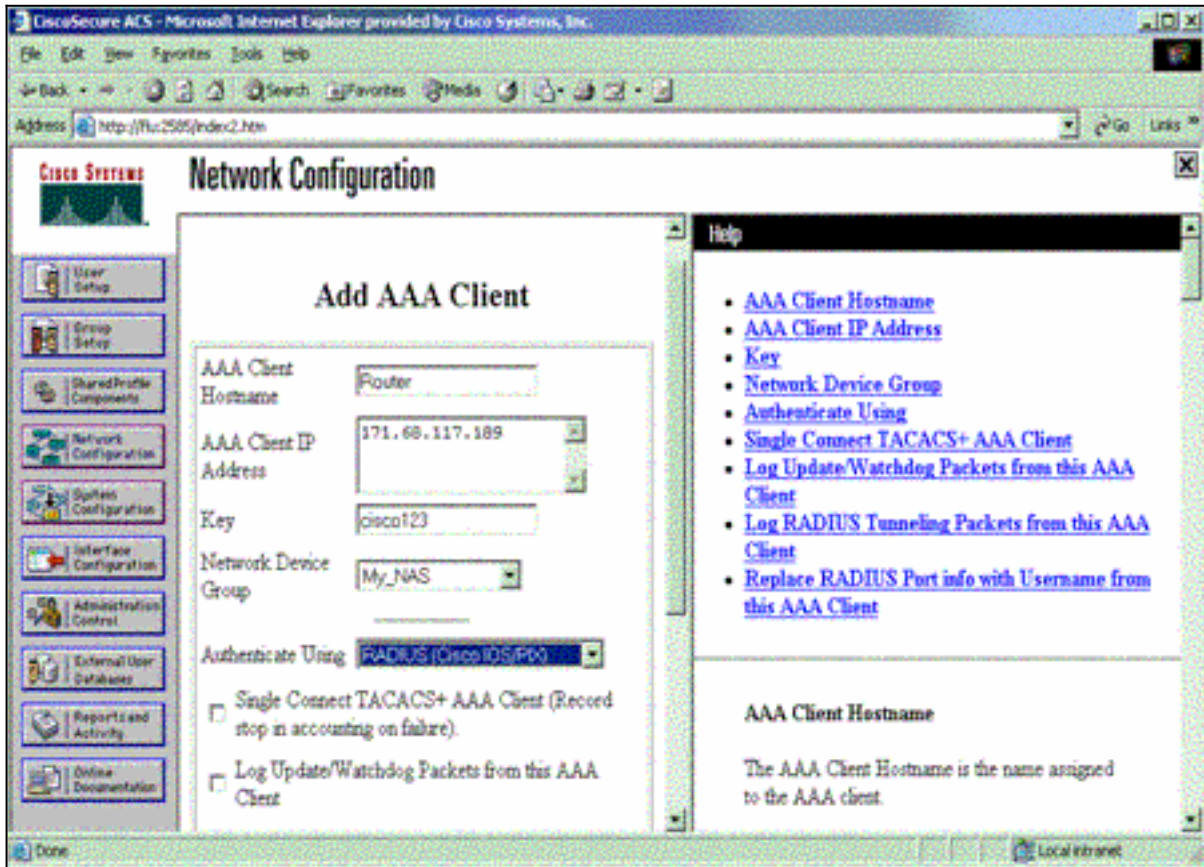 CiscoSecure ACS - Microsoft Internet Explorer provided by Cisco Systems, Inc.
File Edit View Favorites Tools Help
Back Search Favorites Media
Address http://flu:2585/index2.htm Go Links »
CISCO SYSTEMS
Network Configuration
User Setup
Group Setup
Shared Profile Components
Network Configuration
System Configuration
Interface Configuration
Administration Control
External User Databases
Reports and Activity
Online Documentation
Add AAA Client
AAA Client Hostname
Router
AAA Client IP Address
171.68.117.189
Key
cisco123
Network Device Group
My_NAS
Authenticate Using
RADIUS (Cisco IOS/PIX)
Single Connect TACACS+ AAA Client (Record
stop in accounting on failure).
Log Update/Watchdog Packets from this AAA
Client
Help
AAA Client Hostname
AAA Client IP Address
Key
Network Device Group
Authenticate Using
Single Connect TACACS+ AAA Client
Log Update/Watchdog Packets from this AAA
Client
Log RADIUS Tunneling Packets from this AAA
Client
Replace RADIUS Port info with Username from
this AAA Client
AAA Client Hostname
The AAA Client Hostname is the name assigned
to the AAA client.
Done
Local intranet